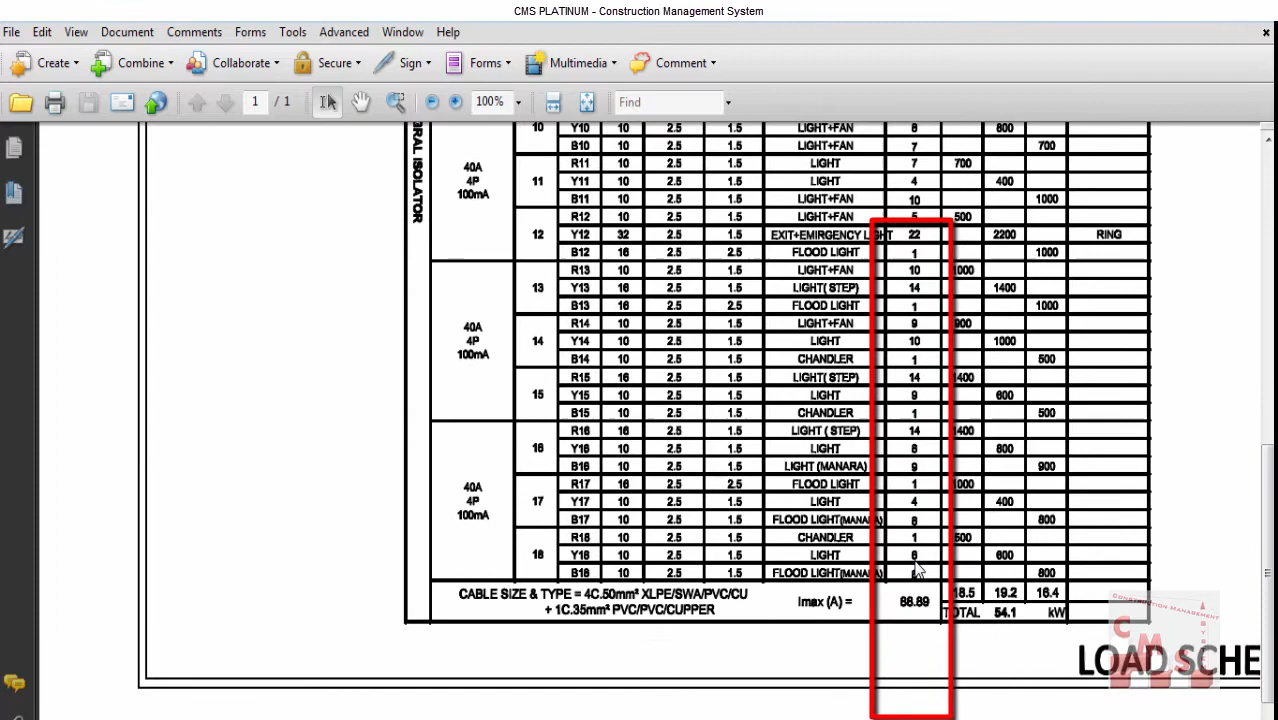 CMS PLATINUM - Construction Management System
File Edit View Document Comments Forms Tools Advanced Window Help
Create Combine Collaborate Secure Sign Forms Multimedia Comment
1 / 1 100% Find
10 Y10 10 2.5 1.5 LIGHT+FAN 8 800
B10 10 2.5 1.5 LIGHT+FAN 7 700
R11 10 2.5 1.5 LIGHT 7 700
40A 4P 100mA 11 Y11 10 2.5 1.5 LIGHT 4 400
B11 10 2.5 1.5 LIGHT+FAN 10 1000
R12 10 2.5 1.5 LIGHT+FAN 5 500
12 Y12 32 2.5 1.5 EXIT+EMIRGENCY LIGHT 22 2200 RING
B12 16 2.5 2.5 FLOOD LIGHT 1 1000
R13 10 2.5 1.5 LIGHT+FAN 10 1000
13 Y13 16 2.5 1.5 LIGHT( STEP) 14 1400
B13 16 2.5 2.5 FLOOD LIGHT 1 1000
R14 10 2.5 1.5 LIGHT+FAN 9 900
40A 4P 100mA 14 Y14 10 2.5 1.5 LIGHT 10 1000
B14 10 2.5 1.5 CHANDLER 1 500
R15 16 2.5 1.5 LIGHT( STEP) 14 1400
15 Y15 10 2.5 1.5 LIGHT 9 600
B15 10 2.5 1.5 CHANDLER 1 500
R16 16 2.5 1.5 LIGHT ( STEP) 14 1400
16 Y16 10 2.5 1.5 LIGHT 8 800
B16 10 2.5 1.5 LIGHT (MANARA) 9 900
R17 16 2.5 2.5 FLOOD LIGHT 1 1000
40A 4P 100mA 17 Y17 10 2.5 1.5 LIGHT 4 400
B17 10 2.5 1.5 FLOOD LIGHT(MANARA) 8 800
R18 10 2.5 1.5 CHANDLER 1 500
18 Y18 10 2.5 1.5 LIGHT 6 600
B18 10 2.5 1.5 FLOOD LIGHT(MANARA) 800
GRAL ISOLATOR
CABLE SIZE & TYPE = 4C.50mm² XLPE/SWA/PVC/CU
+ 1C.35mm² PVC/PVC/CUPPER
Imax (A) = 88.89
18.5 19.2 16.4
TOTAL 54.1 kW
LOAD SCHE
CONSTRUCTION MANAGEMENT
SYSTEM
CMS